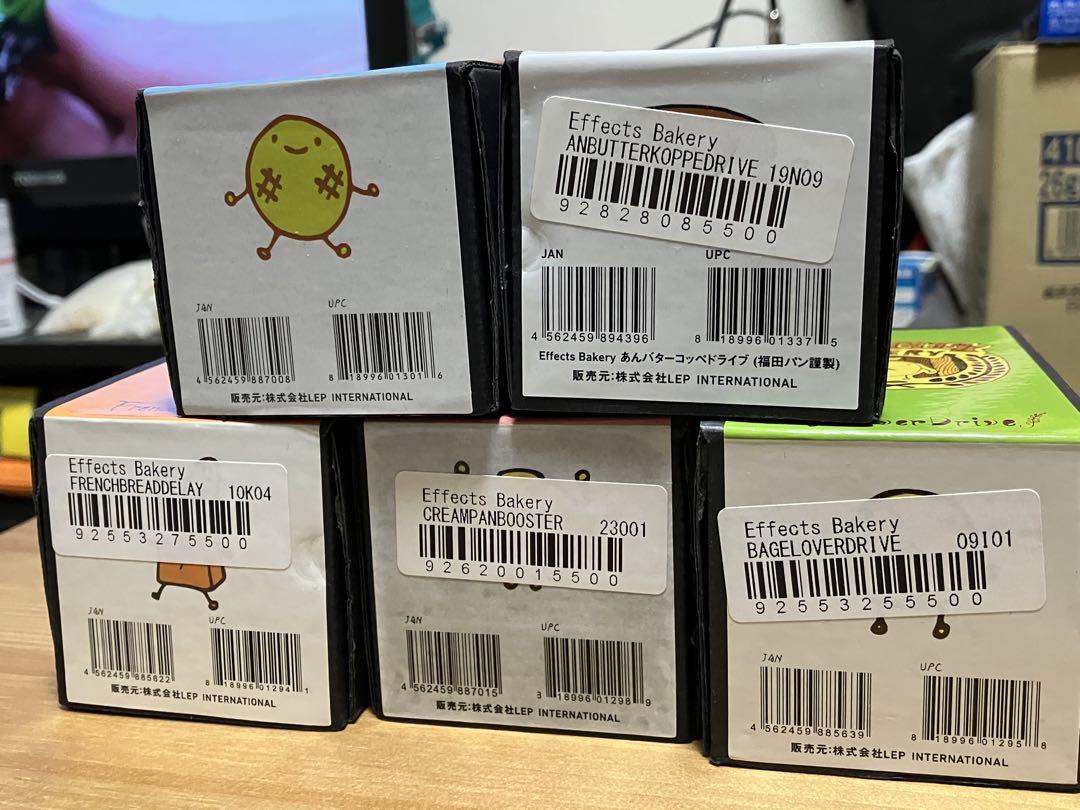 JAN
UPC
4 562459 887008
8 18996 01301 6
販売元:株式会社LEP INTERNATIONAL
Effects Bakery
ANBUTTERKOPPEDRIVE 19N09
92828085500
JAN
UPC
4 562459 894396
8 18996 01337 5
Effects Bakery あんバターコッペドライブ (福田パン謹製)
販売元:株式会社LEP INTERNATIONAL
Effects Bakery
FRENCHBREADDELAY 10K04
92553275500
JAN
UPC
4 562459 885622
8 18996 01294 1
販売元:株式会社LEP INTERNATIONAL
Effects Bakery
CREAMPANBOOSTER 23O01
92620015500
JAN
UPC
4 562459 887015
8 18996 01298 9
販売元:株式会社LEP INTERNATIONAL
Drive
Effects Bakery
BAGELOVERDRIVE 09I01
92553255500
JAN
UPC
4 562459 885639
8 18996 01295 8
販売元:株式会社LEP INTERNATIONAL